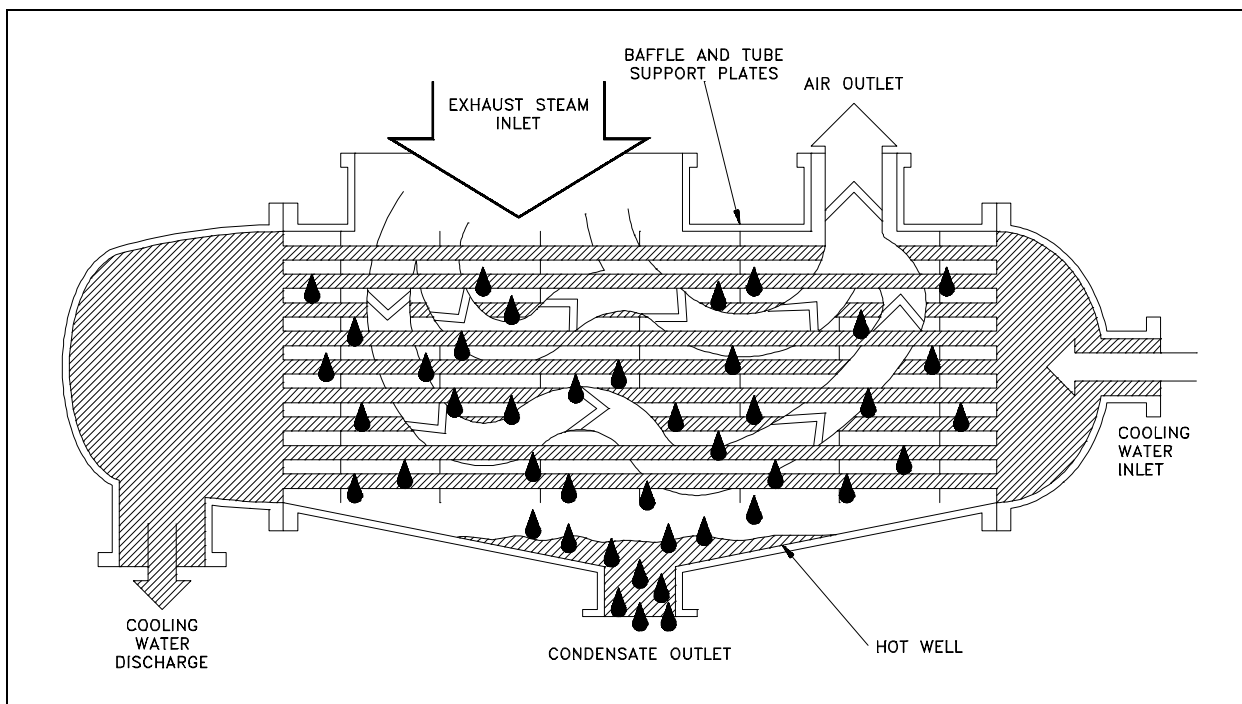 BAFFLE AND TUBE
SUPPORT PLATES
AIR OUTLET
EXHAUST STEAM
INLET
COOLING
WATER
INLET
COOLING
WATER
DISCHARGE
CONDENSATE OUTLET
HOT WELL